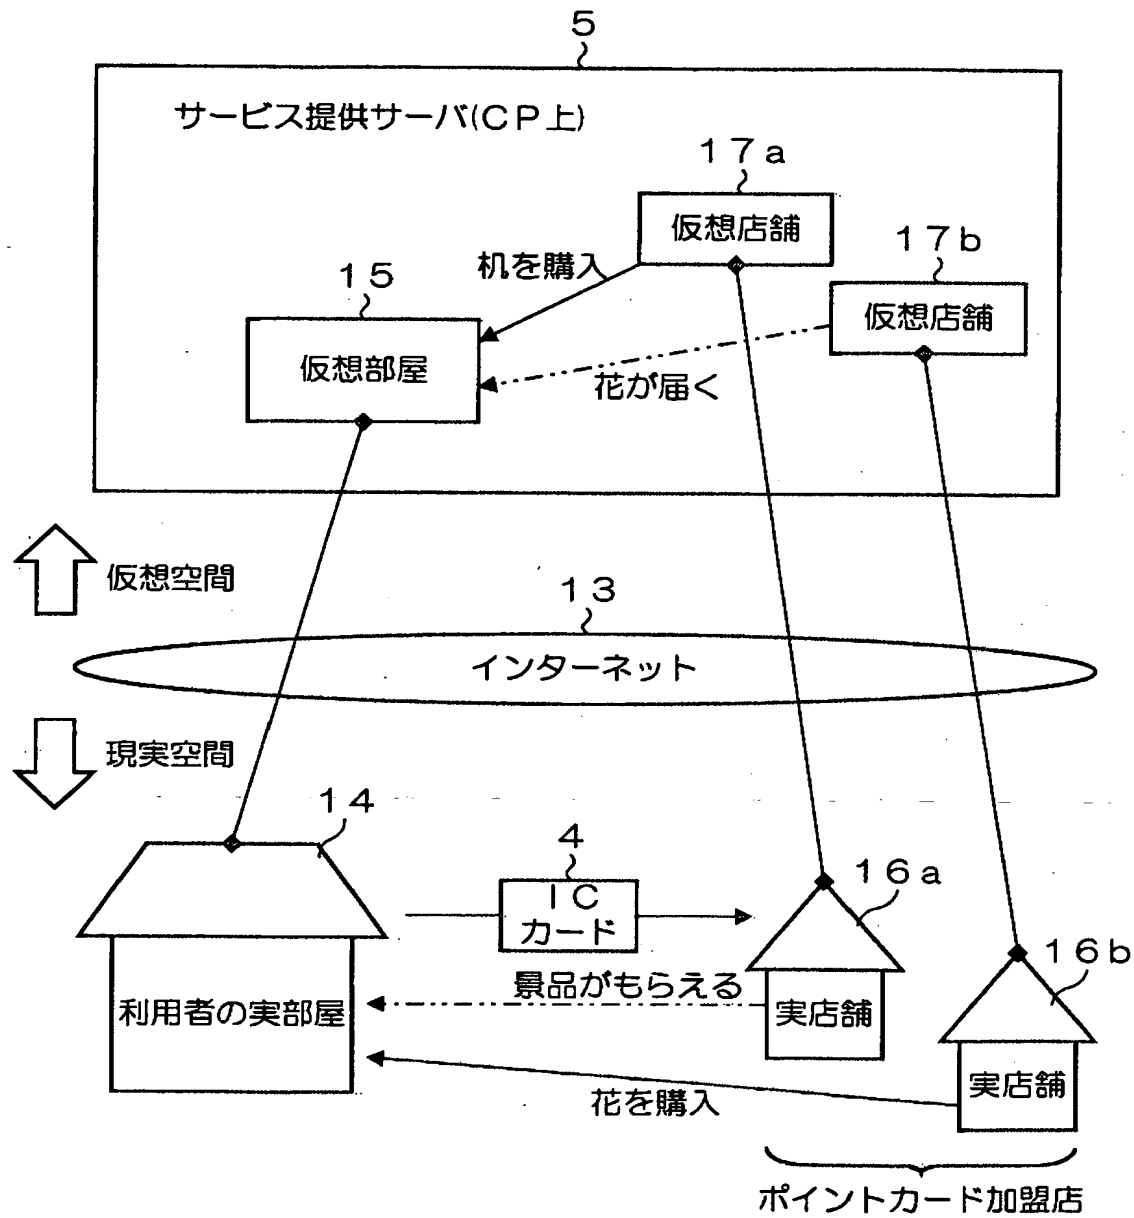 5
サービス提供サーバ(CP上)
17a
仮想店舗
17b
仮想店舗
机を購入
15
仮想部屋
花が届く
仮想空間
13
インターネット
現実空間
14
4
IC
カード
16a
景品がもらえる
利用者の実部屋
実店舗
16b
花を購入
実店舗
ポイントカード加盟店